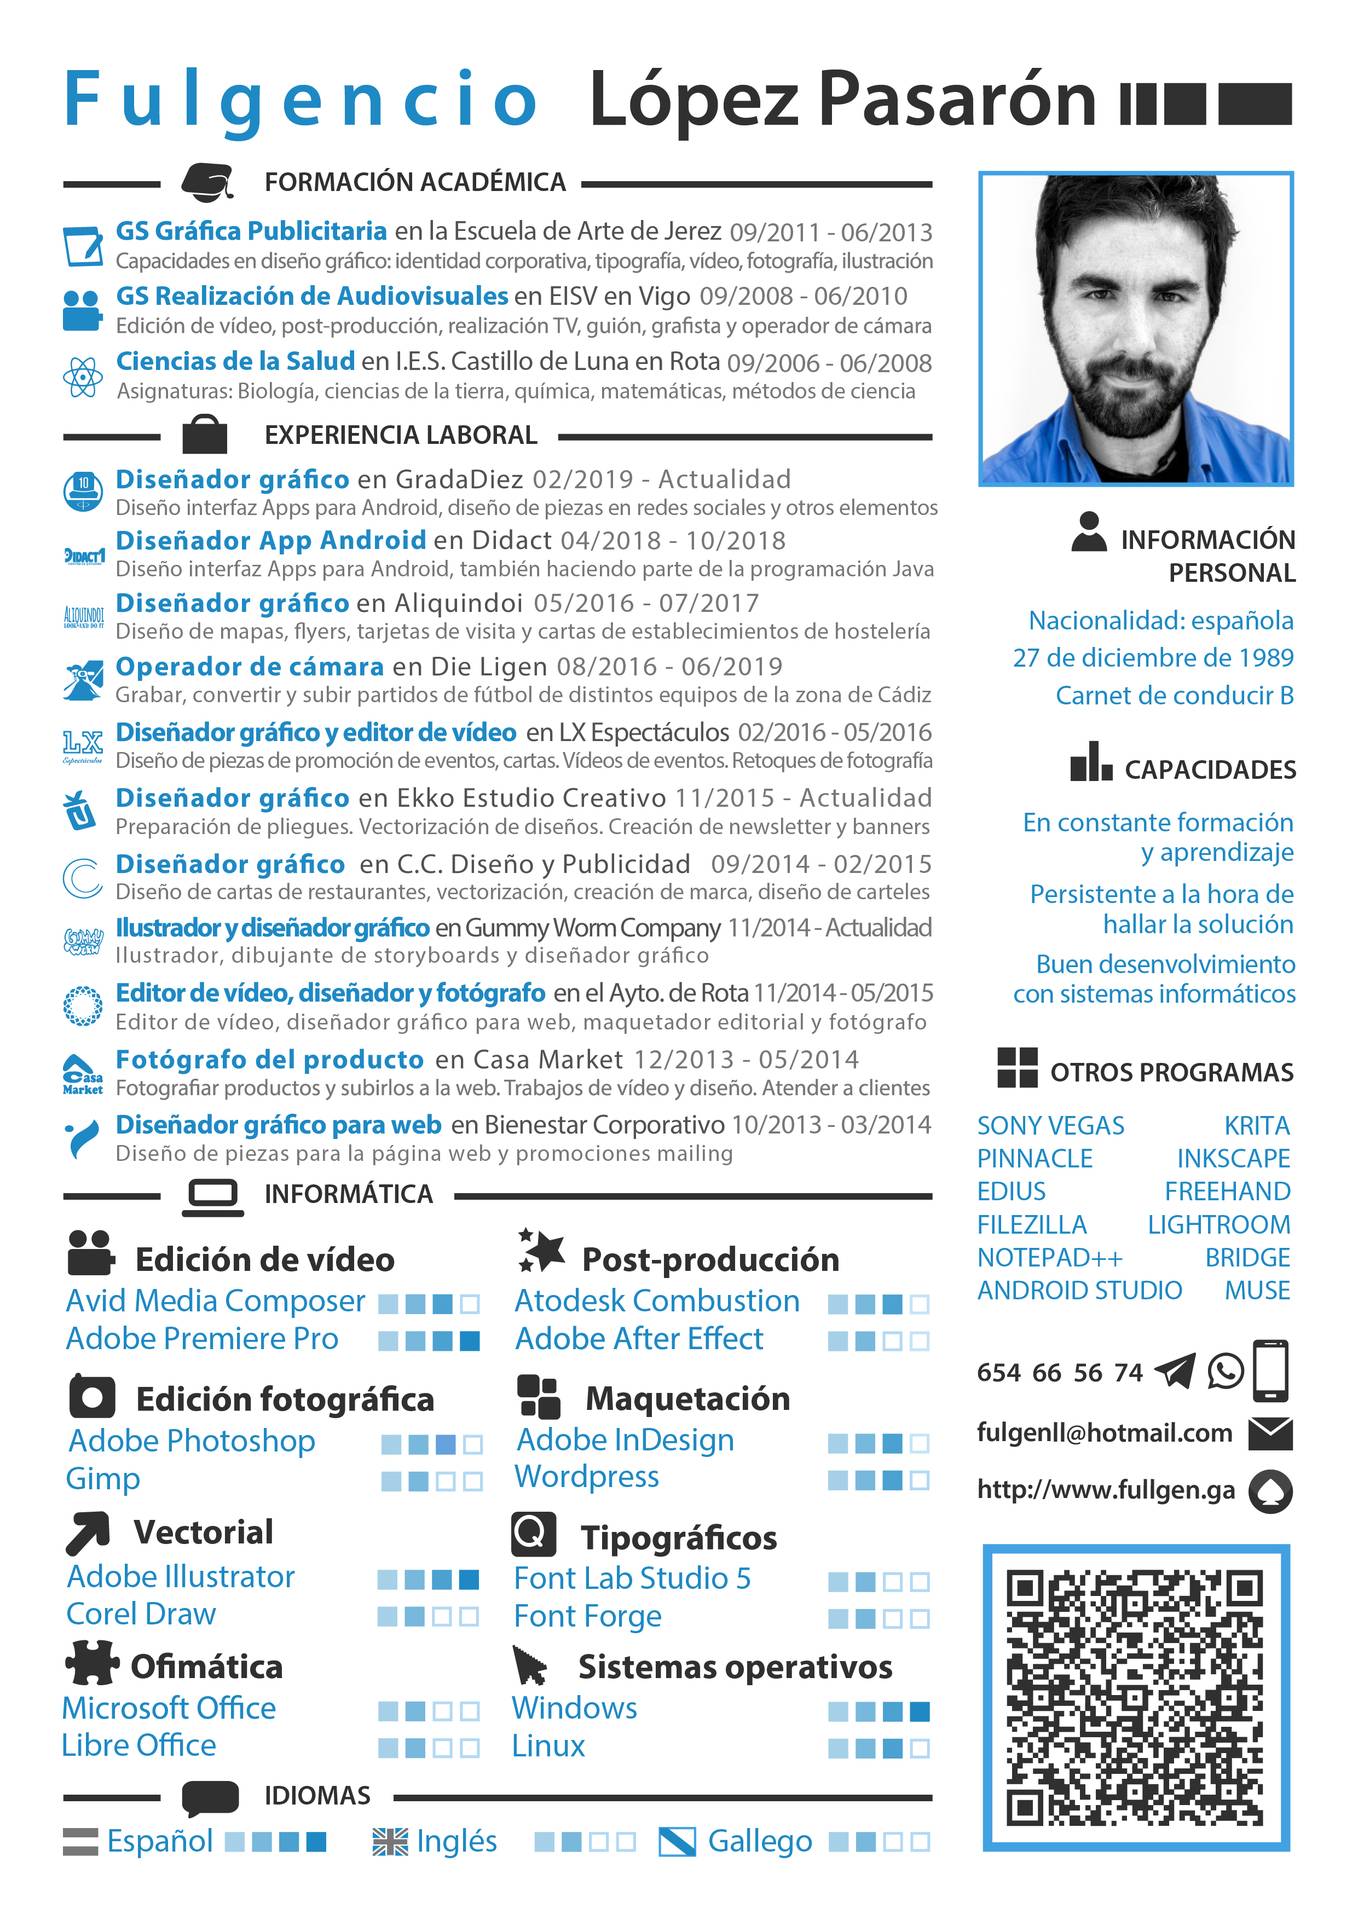 Fulgencio López Pasarón
FORMACIÓN ACADÉMICA
GS Gráfica Publicitaria en la Escuela de Arte de Jerez 09/2011 - 06/2013
Capacidades en diseño gráfico: identidad corporativa, tipografía, vídeo, fotografía, ilustración
GS Realización de Audiovisuales en EISV en Vigo 09/2008 - 06/2010
Edición de vídeo, post-producción, realización TV, guión, grafista y operador de cámara
Ciencias de la Salud en I.E.S. Castillo de Luna en Rota 09/2006 - 06/2008
Asignaturas: Biología, ciencias de la tierra, química, matemáticas, métodos de ciencia
EXPERIENCIA LABORAL
10
Diseñador gráfico en GradaDiez 02/2019 - Actualidad
Diseño interfaz Apps para Android, diseño de piezas en redes sociales y otros elementos
DIDACT1
Diseñador App Android en Didact 04/2018 - 10/2018
Diseño interfaz Apps para Android, también haciendo parte de la programación Java
ALIQUINDOI
LOOK AND DO IT
Diseñador gráfico en Aliquindoi 05/2016 - 07/2017
Diseño de mapas, flyers, tarjetas de visita y cartas de establecimientos de hostelería
Operador de cámara en Die Ligen 08/2016 - 06/2019
Grabar, convertir y subir partidos de fútbol de distintos equipos de la zona de Cádiz
LX
Espectáculos
Diseñador gráfico y editor de vídeo en LX Espectáculos 02/2016 - 05/2016
Diseño de piezas de promoción de eventos, cartas. Vídeos de eventos. Retoques de fotografía
Diseñador gráfico en Ekko Estudio Creativo 11/2015 - Actualidad
Preparación de pliegues. Vectorización de diseños. Creación de newsletter y banners
Diseñador gráfico en C.C. Diseño y Publicidad 09/2014 - 02/2015
Diseño de cartas de restaurantes, vectorización, creación de marca, diseño de carteles
GUMMY
WORM
Ilustrador y diseñador gráfico en Gummy Worm Company 11/2014 - Actualidad
Ilustrador, dibujante de storyboards y diseñador gráfico
Editor de vídeo, diseñador y fotógrafo en el Ayto. de Rota 11/2014 - 05/2015
Editor de vídeo, diseñador gráfico para web, maquetador editorial y fotógrafo
Casa
Market
Fotógrafo del producto en Casa Market 12/2013 - 05/2014
Fotografiar productos y subirlos a la web. Trabajos de vídeo y diseño. Atender a clientes
Diseñador gráfico para web en Bienestar Corporativo 10/2013 - 03/2014
Diseño de piezas para la página web y promociones mailing
INFORMÁTICA
Edición de vídeo
Avid Media Composer
Adobe Premiere Pro
Post-producción
Atodesk Combustion
Adobe After Effect
Edición fotográfica
Adobe Photoshop
Gimp
Maquetación
Adobe InDesign
Wordpress
Vectorial
Adobe Illustrator
Corel Draw
Q
Tipográficos
Font Lab Studio 5
Font Forge
Ofimática
Microsoft Office
Libre Office
Sistemas operativos
Windows
Linux
IDIOMAS
Español
Inglés
Gallego
INFORMACIÓN
PERSONAL
Nacionalidad: española
27 de diciembre de 1989
Carnet de conducir B
CAPACIDADES
En constante formación
y aprendizaje
Persistente a la hora de
hallar la solución
Buen desenvolvimiento
con sistemas informáticos
OTROS PROGRAMAS
SONY VEGAS KRITA
PINNACLE INKSCAPE
EDIUS FREEHAND
FILEZILLA LIGHTROOM
NOTEPAD++ BRIDGE
ANDROID STUDIO MUSE
654 66 56 74
fulgenll@hotmail.com
http://www.fullgen.ga